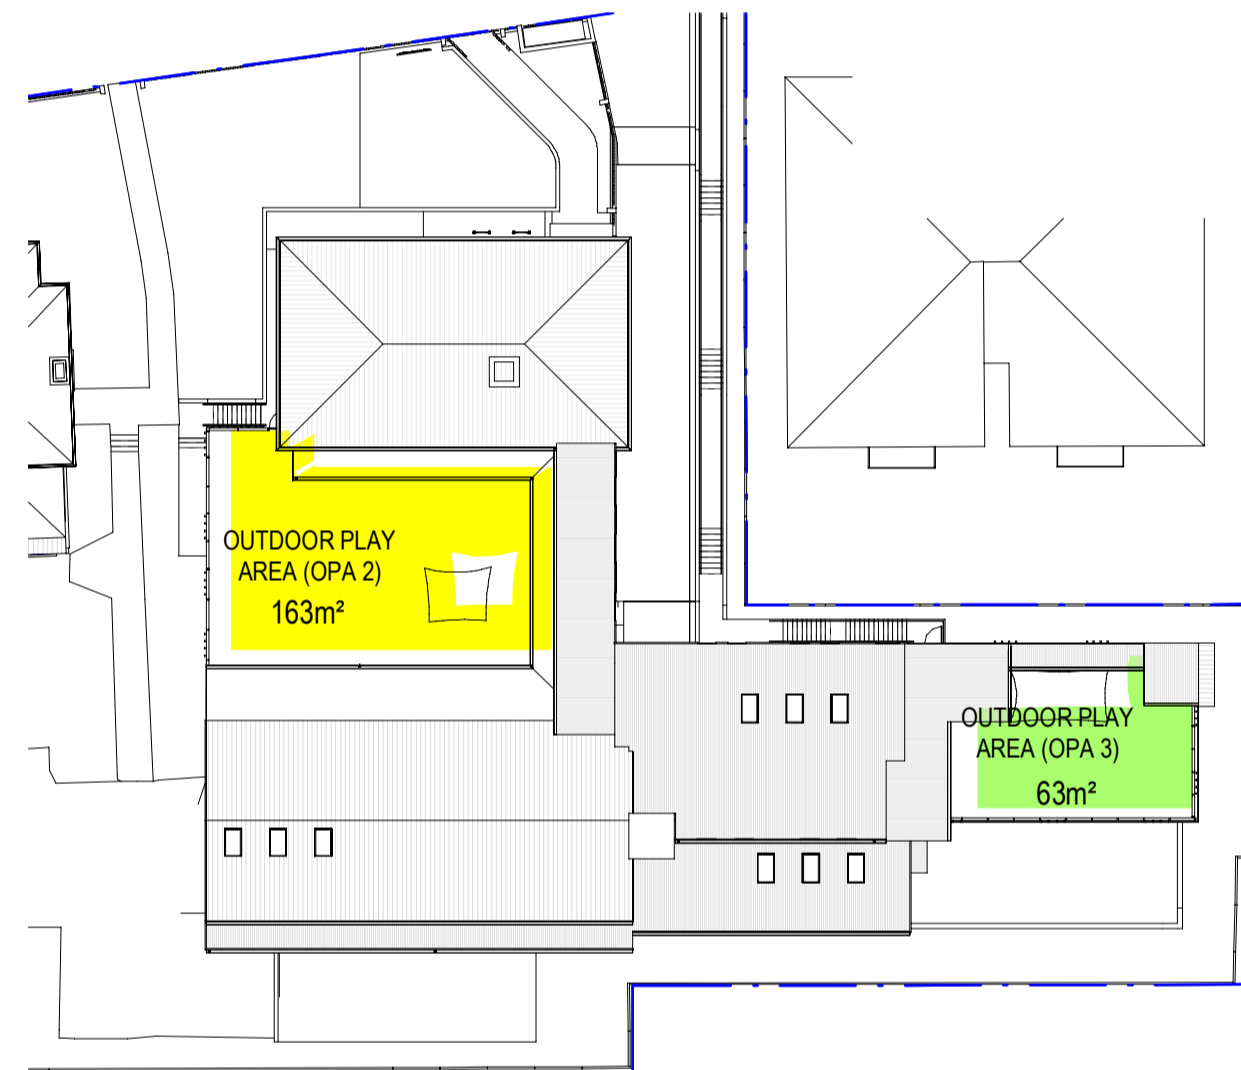 OUTDOOR PLAY
AREA (OPA 2)
163m²
OUTDOOR PLAY
AREA (OPA 3)
63m²